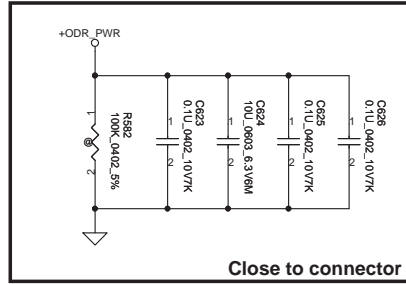 +ODR_PWR
1
2
@
R582
100K_0402_5%
1
2
C623
0.1U_0402_10V7K
1
2
C624
10U_0603_6.3V6M
1
2
C625
0.1U_0402_10V7K
1
2
C626
0.1U_0402_10V7K
Close to connector